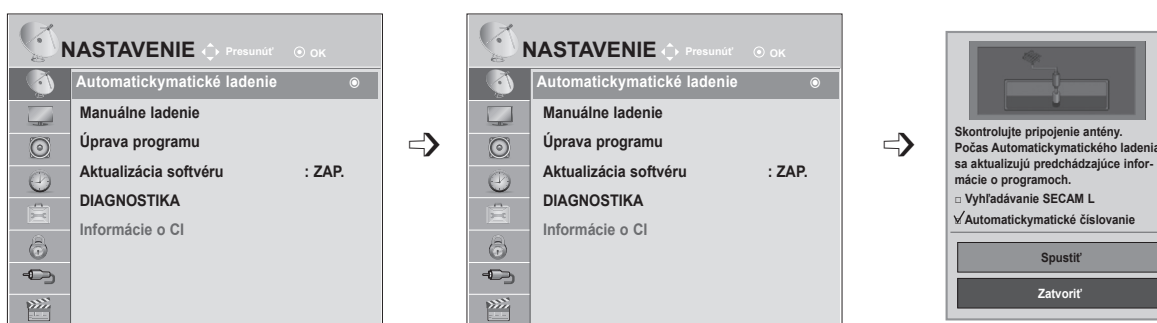 NASTAVENIE Presunúť OK
Automatickymatické ladenie
Manuálne ladenie
Úprava programu
Aktualizácia softvéru : ZAP.
DIAGNOSTIKA
Informácie o CI
NASTAVENIE Presunúť OK
Automatickymatické ladenie
Manuálne ladenie
Úprava programu
Aktualizácia softvéru : ZAP.
DIAGNOSTIKA
Informácie o CI
Skontrolujte pripojenie antény.
Počas Automatickymatického ladenia
sa aktualizujú predchádzajúce infor-
mácie o programoch.
□ Vyhľadávanie SECAM L
☑ Automatickymatické číslovanie
Spustiť
Zatvoriť